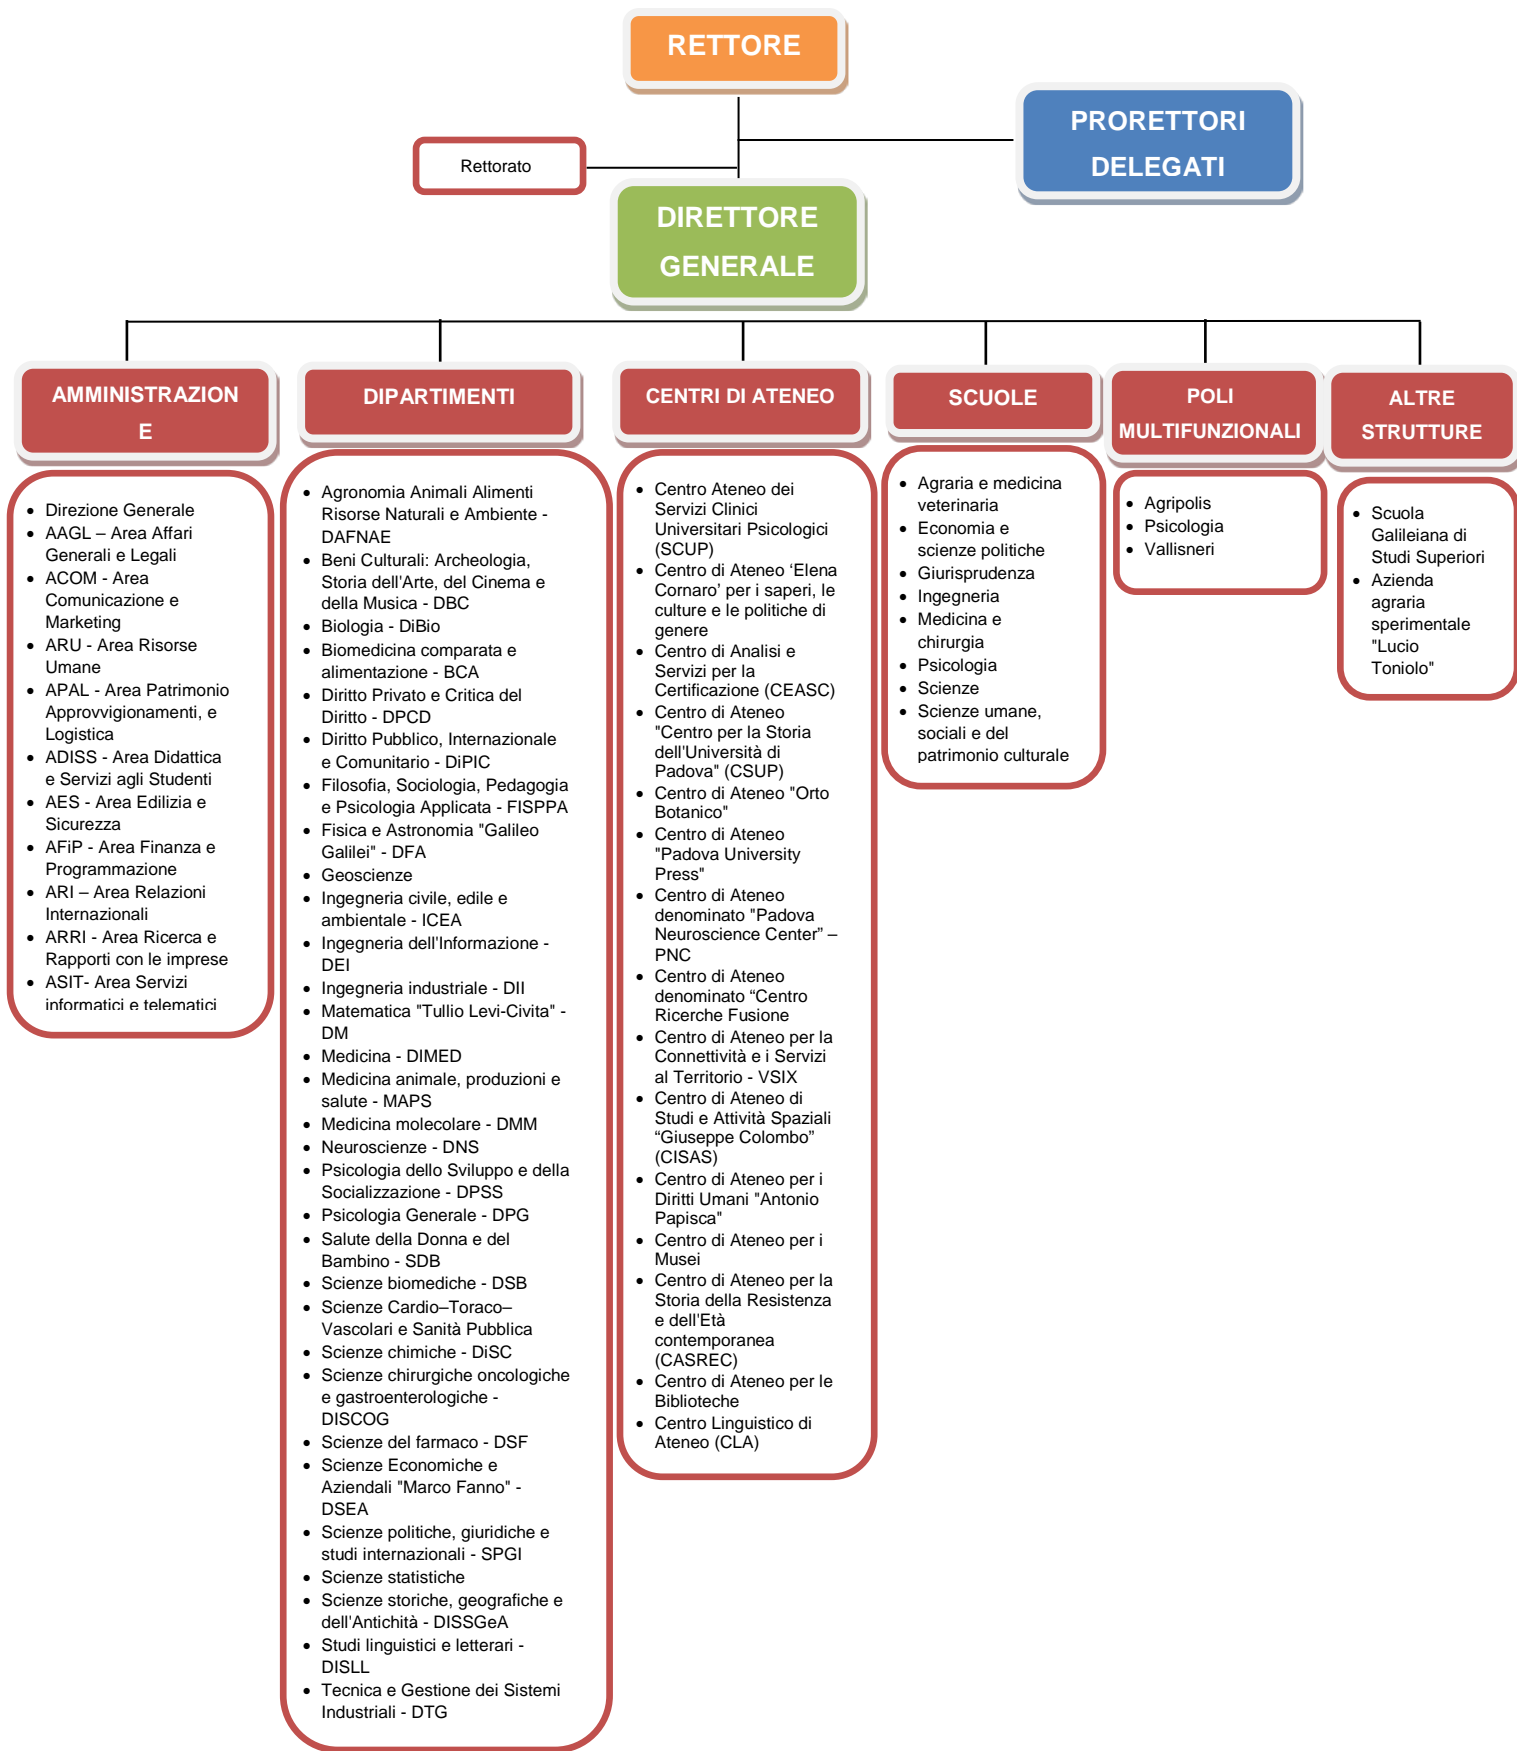 RETTORE
PRORETTORI
DELEGATI
Rettorato
DIRETTORE
GENERALE
AMMINISTRAZION
E
• Direzione Generale
• AAGL – Area Affari
Generali e Legali
• ACOM - Area
Comunicazione e
Marketing
• ARU - Area Risorse
Umane
• APAL - Area Patrimonio
Approvvigionamenti, e
Logistica
• ADISS - Area Didattica
e Servizi agli Studenti
• AES - Area Edilizia e
Sicurezza
• AFiP - Area Finanza e
Programmazione
• ARI – Area Relazioni
Internazionali
• ARRI - Area Ricerca e
Rapporti con le imprese
• ASIT- Area Servizi
informatici e telematici
DIPARTIMENTI
• Agronomia Animali Alimenti
Risorse Naturali e Ambiente -
DAFNAE
• Beni Culturali: Archeologia,
Storia dell'Arte, del Cinema e
della Musica - DBC
• Biologia - DiBio
• Biomedicina comparata e
alimentazione - BCA
• Diritto Privato e Critica del
Diritto - DPCD
• Diritto Pubblico, Internazionale
e Comunitario - DiPIC
• Filosofia, Sociologia, Pedagogia
e Psicologia Applicata - FISPPA
• Fisica e Astronomia "Galileo
Galilei" - DFA
• Geoscienze
• Ingegneria civile, edile e
ambientale - ICEA
• Ingegneria dell'Informazione -
DEI
• Ingegneria industriale - DII
• Matematica "Tullio Levi-Civita" -
DM
• Medicina - DIMED
• Medicina animale, produzioni e
salute - MAPS
• Medicina molecolare - DMM
• Neuroscienze - DNS
• Psicologia dello Sviluppo e della
Socializzazione - DPSS
• Psicologia Generale - DPG
• Salute della Donna e del
Bambino - SDB
• Scienze biomediche - DSB
• Scienze Cardio–Toraco–
Vascolari e Sanità Pubblica
• Scienze chimiche - DiSC
• Scienze chirurgiche oncologiche
e gastroenterologiche -
DISCOG
• Scienze del farmaco - DSF
• Scienze Economiche e
Aziendali "Marco Fanno" -
DSEA
• Scienze politiche, giuridiche e
studi internazionali - SPGI
• Scienze statistiche
• Scienze storiche, geografiche e
dell'Antichità - DISSGeA
• Studi linguistici e letterari -
DISLL
• Tecnica e Gestione dei Sistemi
Industriali - DTG
CENTRI DI ATENEO
• Centro Ateneo dei
Servizi Clinici
Universitari Psicologici
(SCUP)
• Centro di Ateneo ‘Elena
Cornaro’ per i saperi, le
culture e le politiche di
genere
• Centro di Analisi e
Servizi per la
Certificazione (CEASC)
• Centro di Ateneo
"Centro per la Storia
dell'Università di
Padova" (CSUP)
• Centro di Ateneo "Orto
Botanico"
• Centro di Ateneo
"Padova University
Press"
• Centro di Ateneo
denominato "Padova
Neuroscience Center” –
PNC
• Centro di Ateneo
denominato “Centro
Ricerche Fusione
• Centro di Ateneo per la
Connettività e i Servizi
al Territorio - VSIX
• Centro di Ateneo di
Studi e Attività Spaziali
“Giuseppe Colombo”
(CISAS)
• Centro di Ateneo per i
Diritti Umani "Antonio
Papisca"
• Centro di Ateneo per i
Musei
• Centro di Ateneo per la
Storia della Resistenza
e dell'Età
contemporanea
(CASREC)
• Centro di Ateneo per le
Biblioteche
• Centro Linguistico di
Ateneo (CLA)
SCUOLE
• Agraria e medicina
veterinaria
• Economia e
scienze politiche
• Giurisprudenza
• Ingegneria
• Medicina e
chirurgia
• Psicologia
• Scienze
• Scienze umane,
sociali e del
patrimonio culturale
POLI
MULTIFUNZIONALI
• Agripolis
• Psicologia
• Vallisneri
ALTRE
STRUTTURE
• Scuola
Galileiana di
Studi Superiori
• Azienda
agraria
sperimentale
"Lucio
Toniolo"